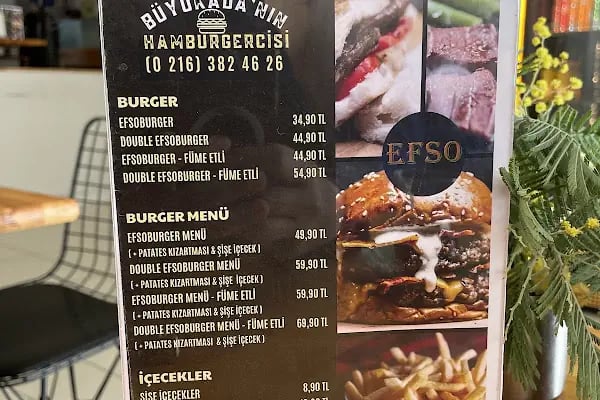 BÜYÜKADA'NIN
HAMBURGERCİSİ
(0 216) 382 46 26
BURGER
EFSOBURGER 34,90 TL
DOUBLE EFSOBURGER 44,90 TL
EFSOBURGER - FÜME ETLİ 44,90 TL
DOUBLE EFSOBURGER - FÜME ETLİ 54,90 TL
EFSO
BURGER MENÜ
EFSOBURGER MENÜ 49,90 TL
( + PATATES KIZARTMASI & ŞİŞE İÇECEK )
DOUBLE EFSOBURGER MENÜ 59,90 TL
( + PATATES KIZARTMASI & ŞİŞE İÇECEK )
EFSOBURGER MENÜ - FÜME ETLİ 59,90 TL
( + PATATES KIZARTMASI & ŞİŞE İÇECEK )
DOUBLE EFSOBURGER MENÜ - FÜME ETLİ 69,90 TL
( + PATATES KIZARTMASI & ŞİŞE İÇECEK )
İÇECEKLER
ŞİŞE İÇECEKLER 8,90 TL